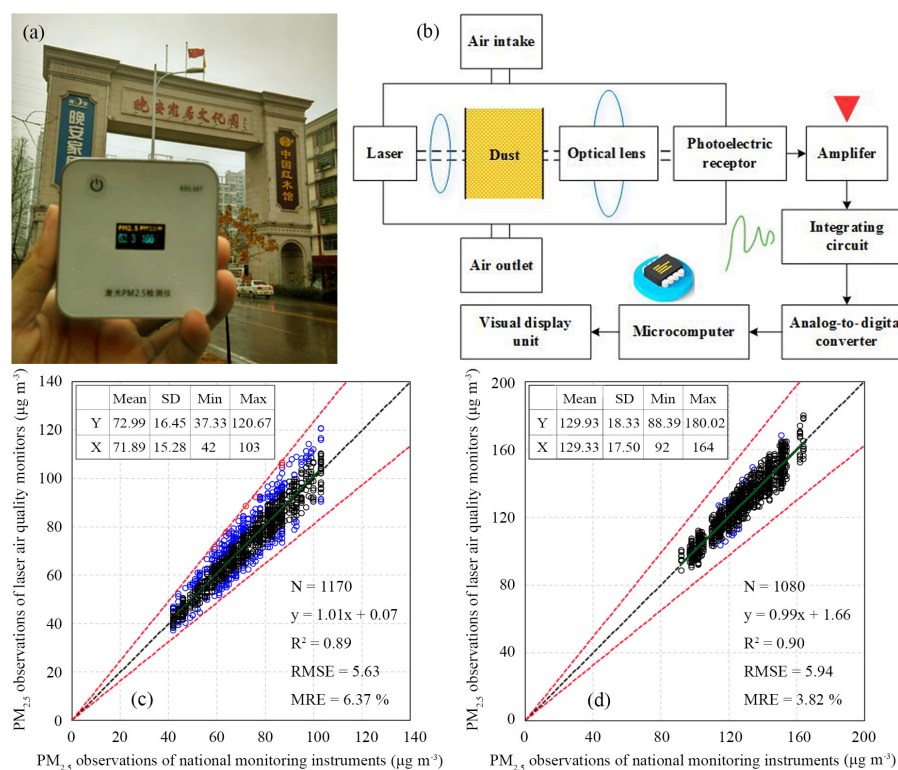 (a)
晚安家居文化园
晚安家居
中国红木馆
PM2.5
激光PM2.5检测仪
(b)
Air intake
Laser
Dust
Optical lens
Photoelectric
receptor
Amplifer
Integrating
circuit
Air outlet
Visual display
unit
Microcomputer
Analog-to-digital
converter
PM2.5 observations of laser air quality monitors (μg m-3)
140
120
100
80
60
40
20
0
Mean SD Min Max
Y 72.99 16.45 37.33 120.67
X 71.89 15.28 42 103
N = 1170
y = 1.01x + 0.07
R² = 0.89
RMSE = 5.63
MRE = 6.37 %
(c)
0 20 40 60 80 100 120 140
PM2.5 observations of national monitoring instruments (μg m-3)
PM2.5 observations of laser air quality monitors (μg m-3)
200
160
120
80
40
0
Mean SD Min Max
Y 129.93 18.33 88.39 180.02
X 129.33 17.50 92 164
N = 1080
y = 0.99x + 1.66
R² = 0.90
RMSE = 5.94
MRE = 3.82 %
(d)
0 40 80 120 160 200
PM2.5 observations of national monitoring instruments (μg m-3)